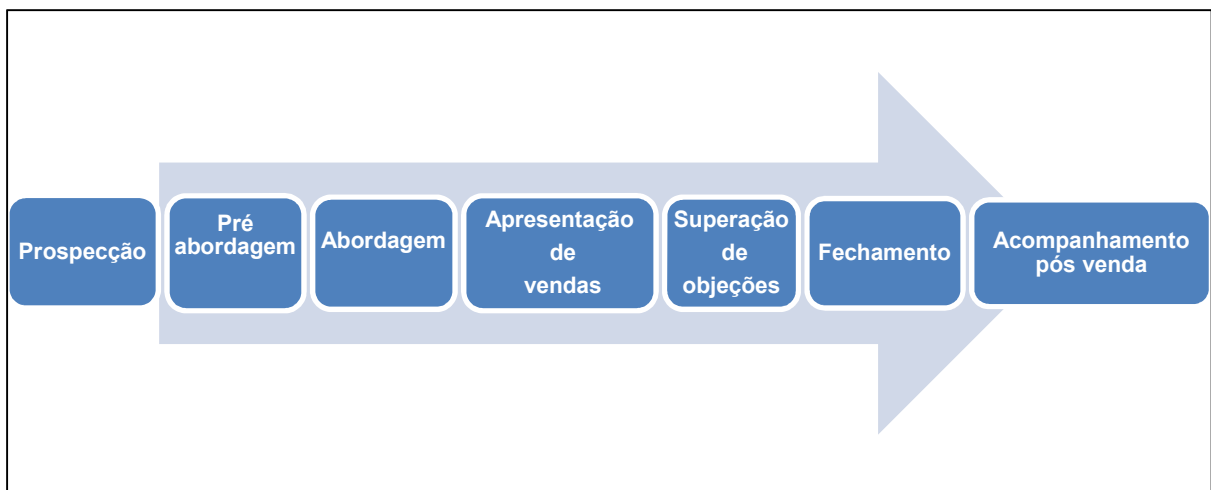 Prospecção
Pré
abordagem
Abordagem
Apresentação
de
vendas
Superação
de
objeções
Fechamento
Acompanhamento
pós venda